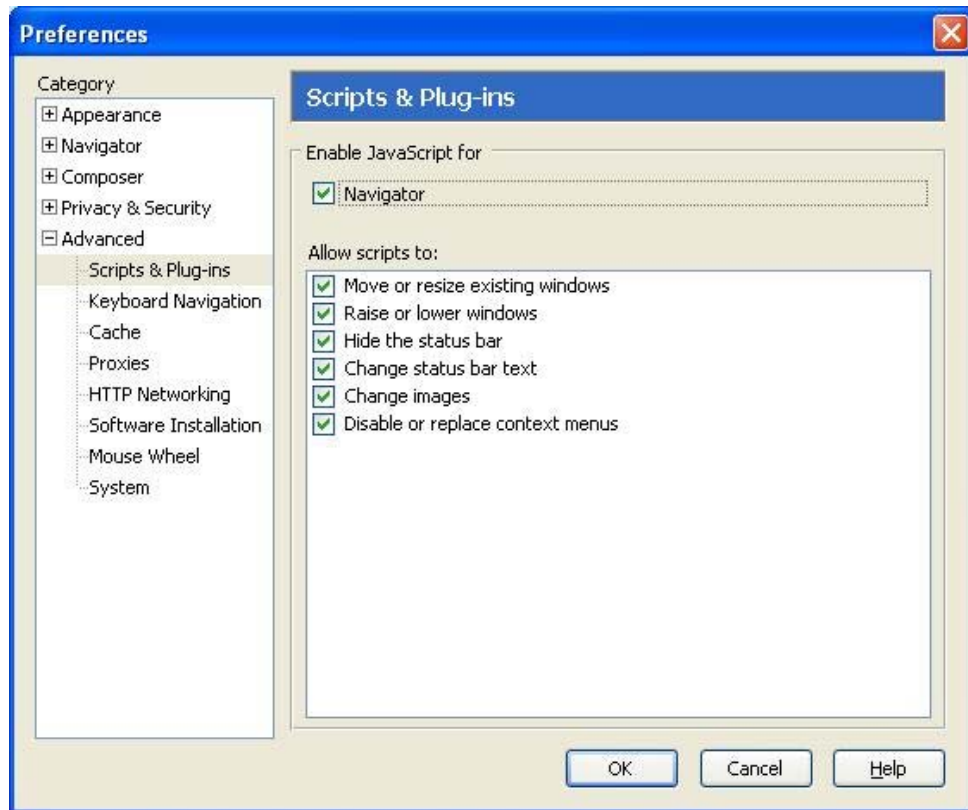 Preferences
Category
Appearance
Navigator
Composer
Privacy & Security
Advanced
Scripts & Plug-ins
Keyboard Navigation
Cache
Proxies
HTTP Networking
Software Installation
Mouse Wheel
System
Scripts & Plug-ins
Enable JavaScript for
Navigator
Allow scripts to:
Move or resize existing windows
Raise or lower windows
Hide the status bar
Change status bar text
Change images
Disable or replace context menus
OK Cancel Help